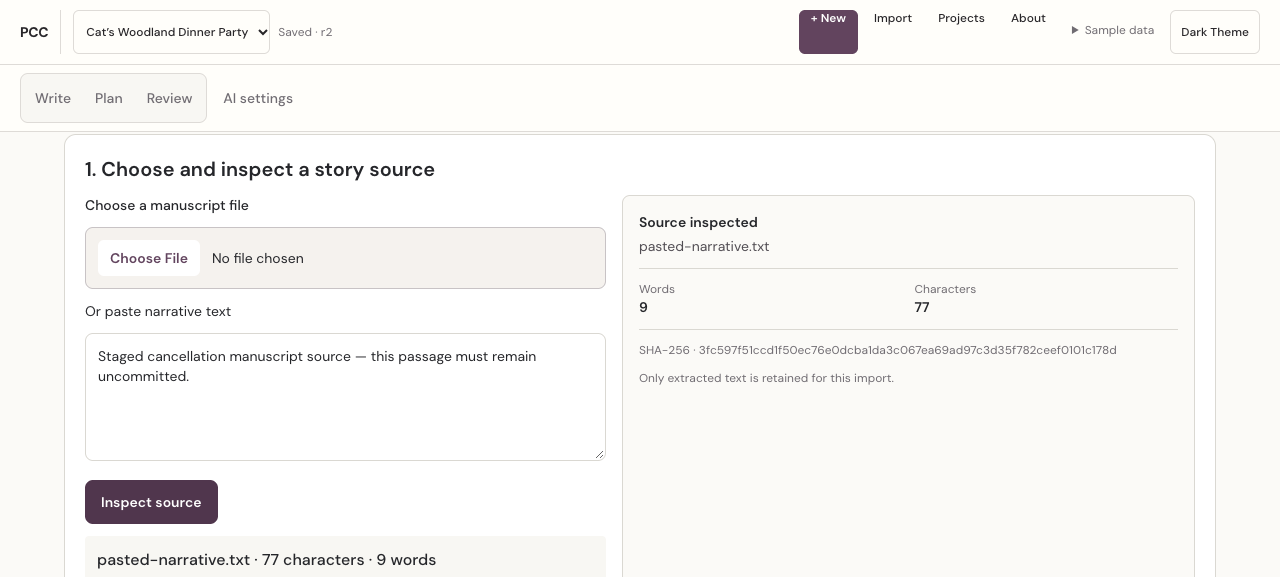 PCC
Cat's Woodland Dinner Party
Saved · r2
+ New
Import
Projects
About
Sample data
Dark Theme
Write
Plan
Review
AI settings
1. Choose and inspect a story source
Choose a manuscript file
Choose File
No file chosen
Or paste narrative text
Staged cancellation manuscript source — this passage must remain
uncommitted.
Inspect source
pasted-narrative.txt · 77 characters · 9 words
Source inspected
pasted-narrative.txt
Words
Characters
9
77
SHA-256 · 3fc597f51ccd1f50ec76e0dcba1da3c067ea69ad97c3d35f782ceef0101c178d
Only extracted text is retained for this import.